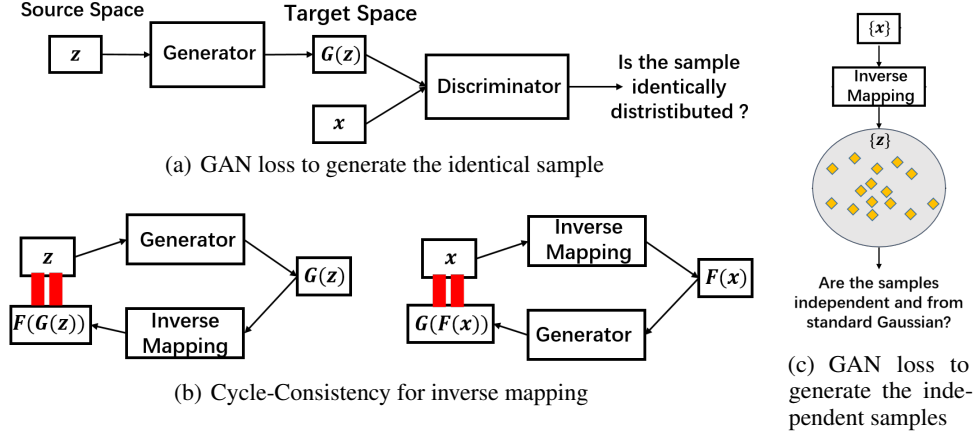 Source Space
Target Space
z
Generator
G(z)
x
Discriminator
Is the sample
identically
distristibuted ?
(a) GAN loss to generate the identical sample
z
Generator
G(z)
Inverse
Mapping
F(G(z))
x
Inverse
Mapping
F(x)
Generator
G(F(x))
(b) Cycle-Consistency for inverse mapping
{x}
Inverse
Mapping
{z}
Are the samples
independent and from
standard Gaussian?
(c) GAN loss to
generate the inde-
pendent samples